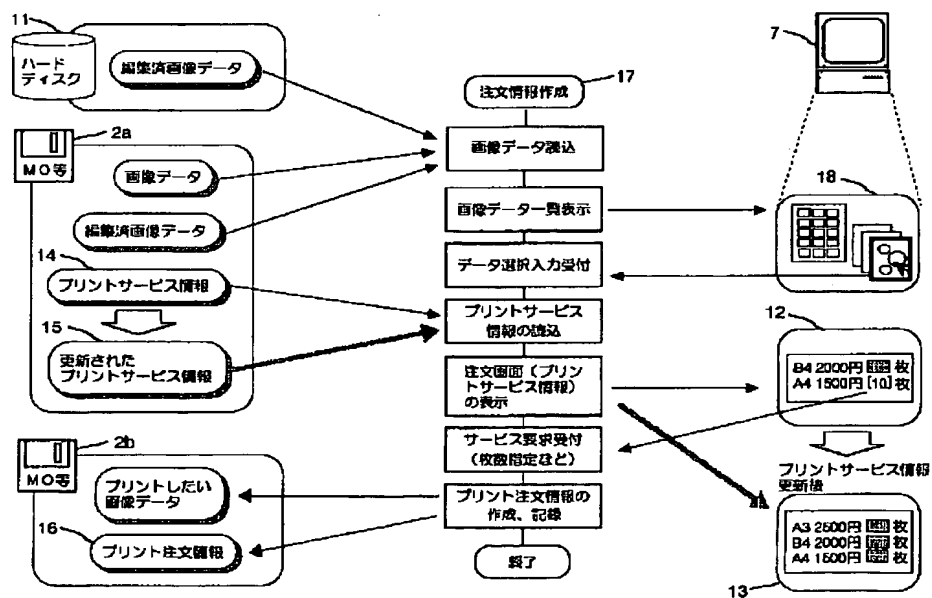 11
ハード
ディスク
編集済画像データ
2a
MO等
画像データ
編集済画像データ
14
プリントサービス情報
15
更新された
プリントサービス情報
2b
MO等
プリントしたい
画像データ
16
プリント注文情報
17
注文情報作成
画像データ読込
画像データ一覧表示
データ選択入力受付
プリントサービス
情報の読込
注文画面(プリン
トサービス情報)
の表示
サービス要求受付
(枚数指定など)
プリント注文情報の
作成、記録
終了
7
18
12
B4 2000円 枚
A4 1500円 [10] 枚
プリントサービス情報
更新後
A3 2500円 枚
B4 2000円 枚
A4 1500円 枚
13